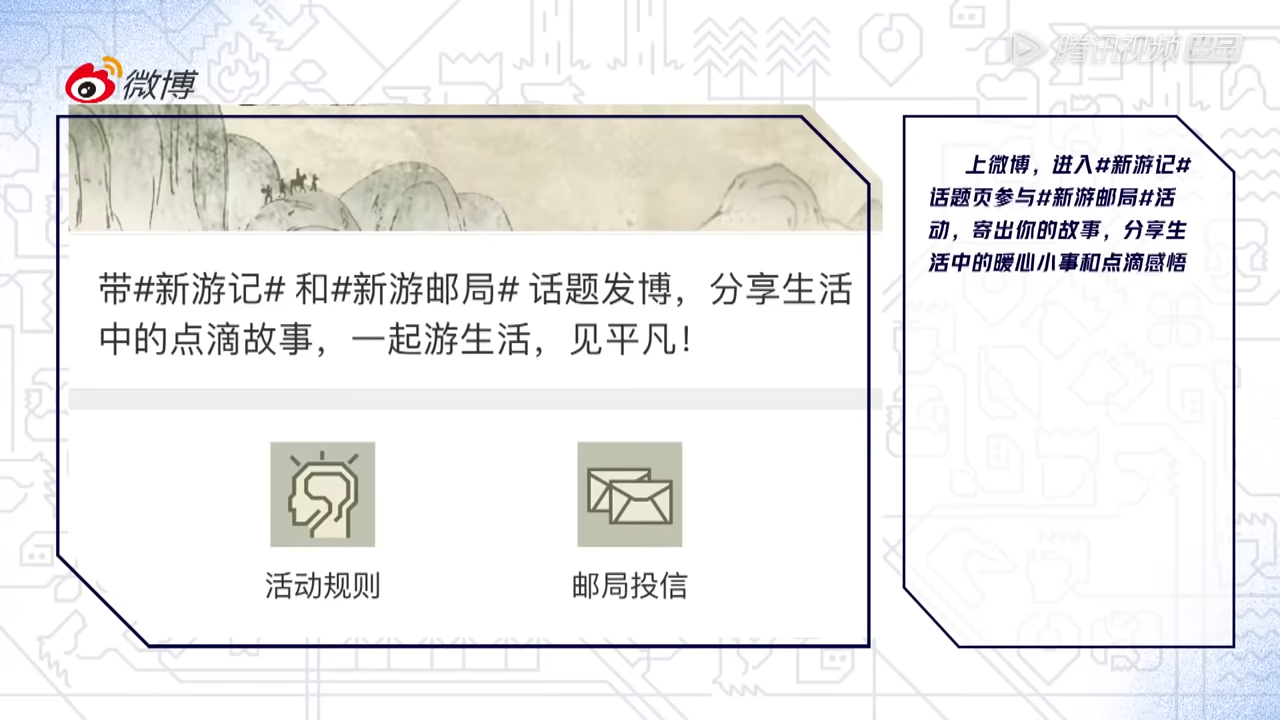 腾讯视频 出品
微博
带#新游记# 和#新游邮局# 话题发博，分享生活
中的点滴故事，一起游生活，见平凡！
活动规则
邮局投信
上微博，进入#新游记#
话题页参与#新游邮局#活
动，寄出你的故事，分享生
活中的暖心小事和点滴感悟